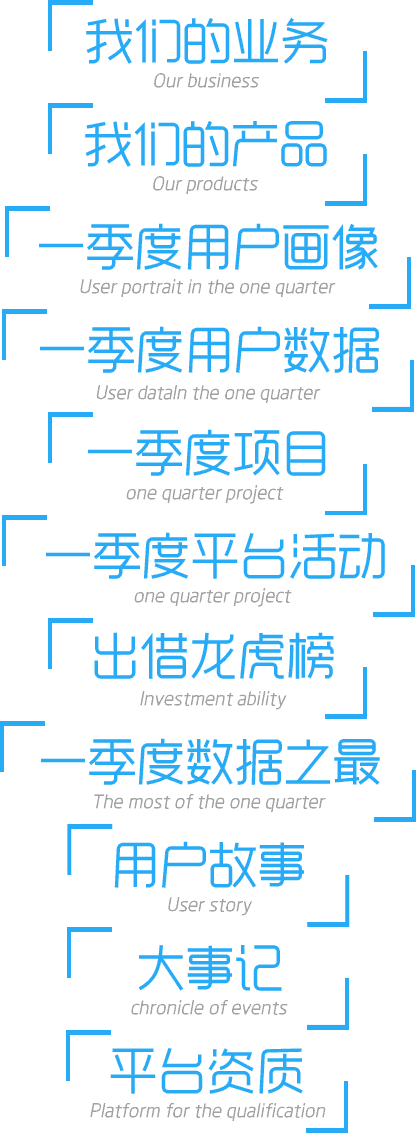 我们的业务
Our business
我们的产品
Our products
一季度用户画像
User portrait in the one quarter
一季度用户数据
User dataIn the one quarter
一季度项目
one quarter project
一季度平台活动
one quarter project
出借龙虎榜
Investment ability
一季度数据之最
The most of the one quarter
用户故事
User story
大事记
chronicle of events
平台资质
Platform for the qualification